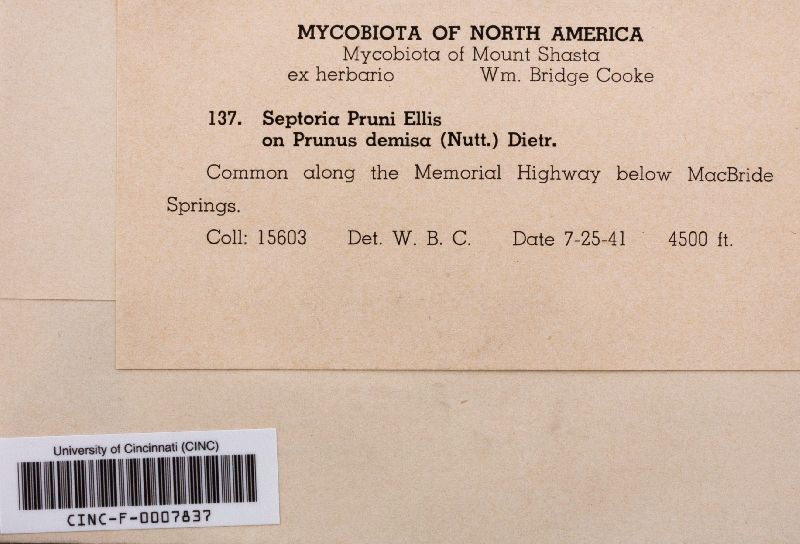 MYCOBIOTA OF NORTH AMERICA
Mycobiota of Mount Shasta
ex herbario Wm. Bridge Cooke
137. Septoria Pruni Ellis
on Prunus demisa (Nutt.) Dietr.
Common along the Memorial Highway below MacBride
Springs.
Coll: 15603 Det. W. B. C. Date 7-25-41 4500 ft.
University of Cincinnati (CINC)
CINC-F-0007837